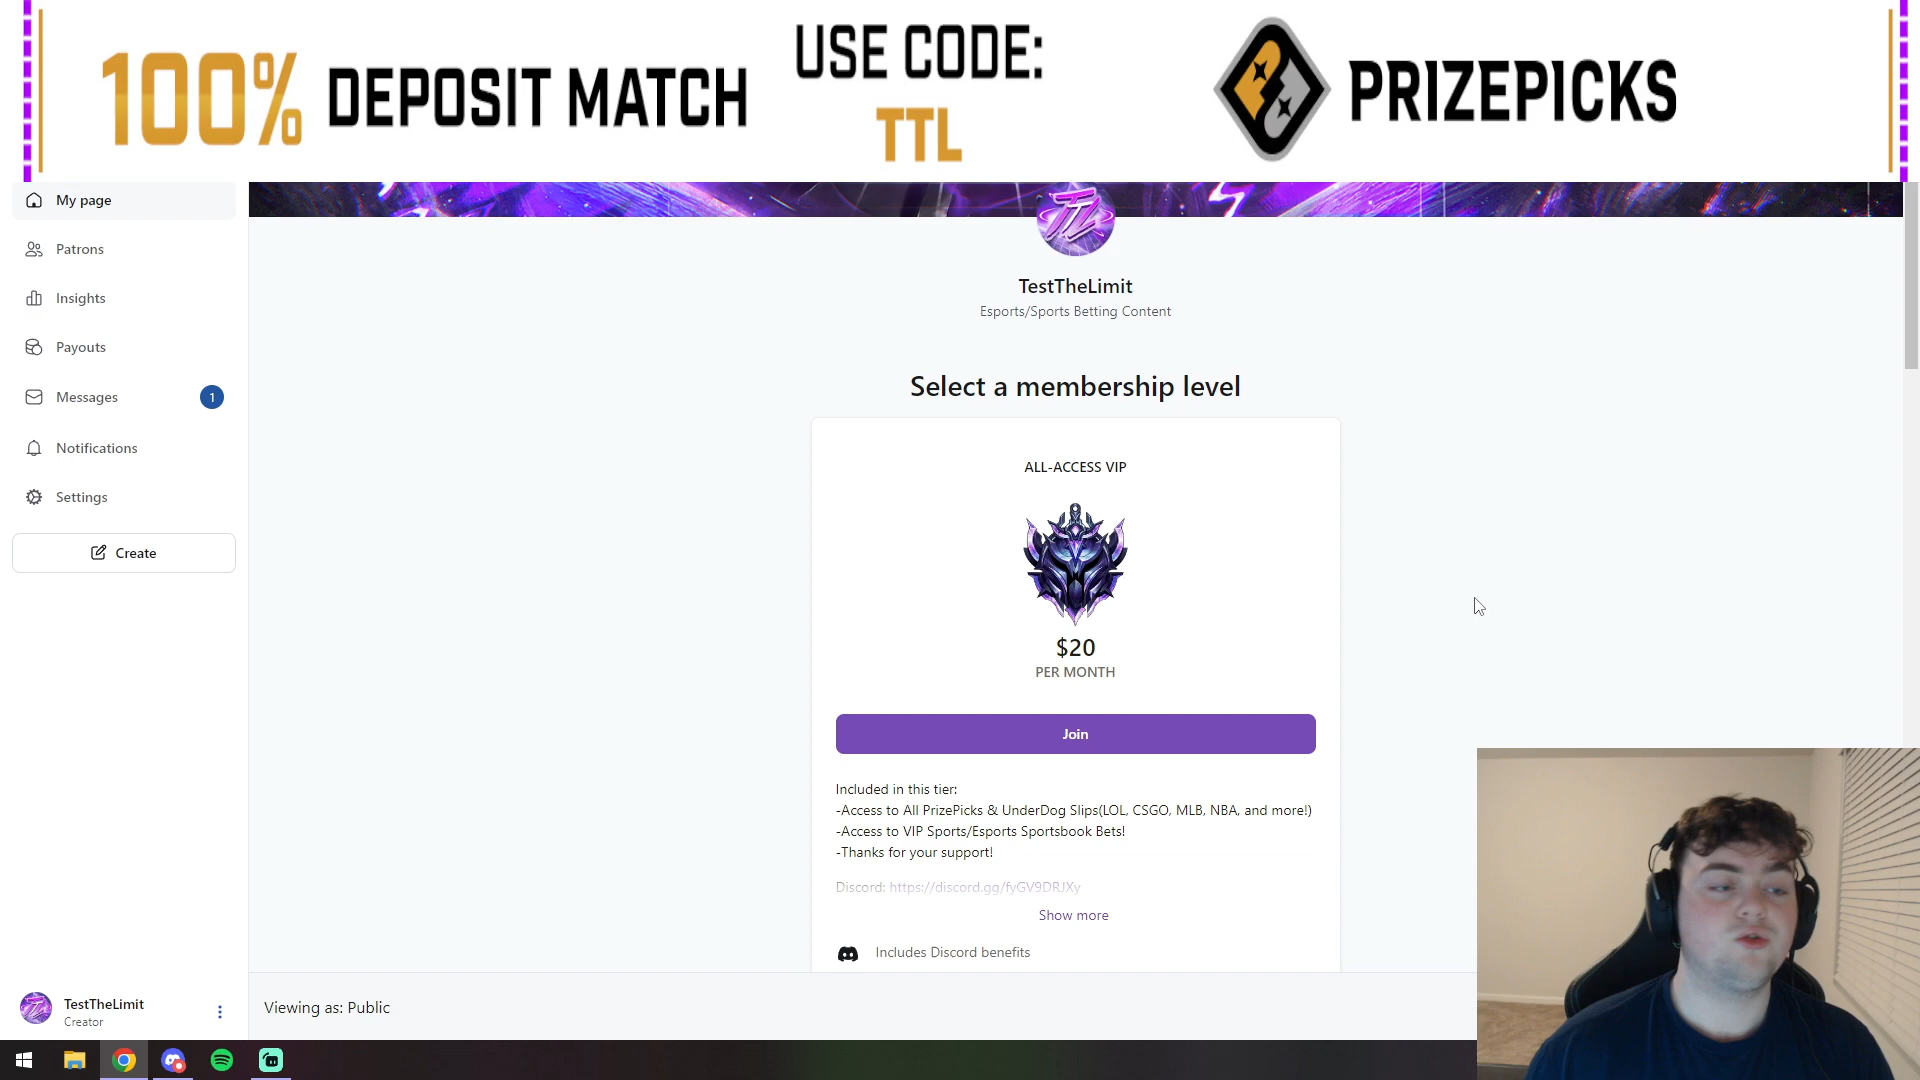 100% DEPOSIT MATCH
USE CODE:
TTL
PRIZEPICKS
My page
Patrons
Insights
Payouts
Messages
1
Notifications
Settings
Create
TTL
TestTheLimit
Esports/Sports Betting Content
Select a membership level
ALL-ACCESS VIP
$20
PER MONTH
Join
Included in this tier:
-Access to All PrizePicks & UnderDog Slips(LOL, CSGO, MLB, NBA, and more!)
-Access to VIP Sports/Esports Sportsbook Bets!
-Thanks for your support!
Discord: https://discord.gg/fyGV9DRJXy
Show more
Includes Discord benefits
TestTheLimit
Creator
Viewing as: Public